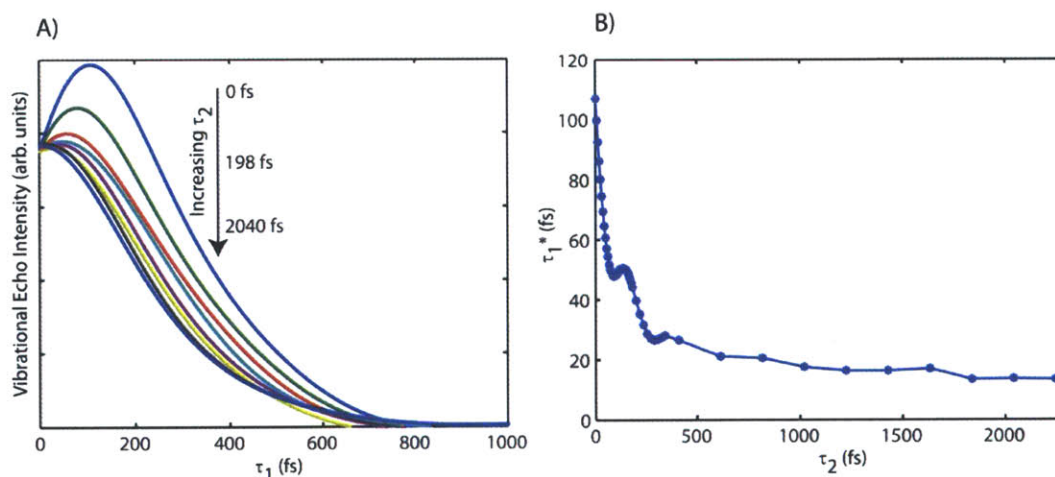 A)
Vibrational Echo Intensity (arb. units)
Increasing τ2
0 fs
198 fs
2040 fs
0
200
400
600
800
1000
τ1 (fs)
B)
τ1* (fs)
120
100
80
60
40
20
0
0
500
1000
1500
2000
τ2 (fs)